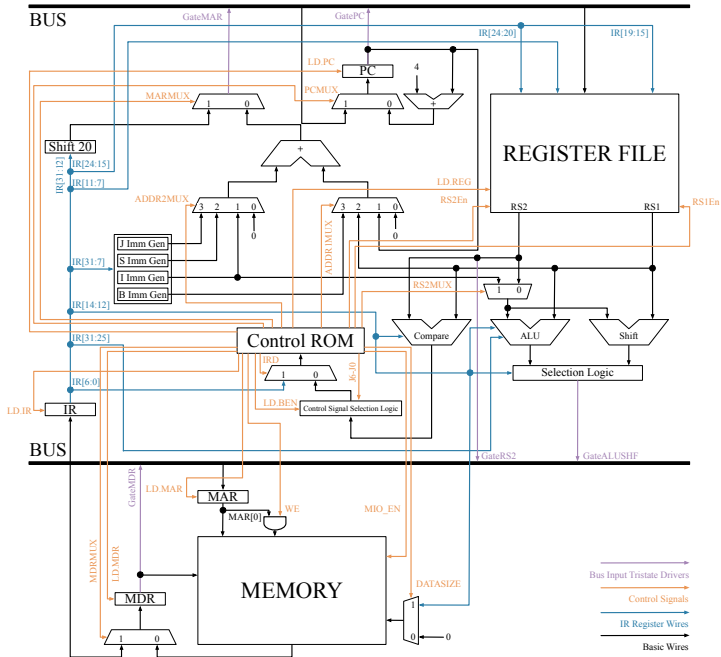 BUS
GateMAR
GatePC
IR[24:20]
IR[19:15]
LD.PC
PC
4
MARMUX
PCMUX
1 0
1 0
+
Shift 20
IR[31:12]
IR[24:15]
IR[11:7]
+
REGISTER FILE
LD.REG
RS2En
RS1En
RS2
RS1
ADDR2MUX
3 2 1 0
ADDR1MUX
3 2 1 0
0
0
J Imm Gen
S Imm Gen
I Imm Gen
B Imm Gen
IR[31:7]
RS2MUX
1 0
IR[14:12]
Control ROM
Compare
ALU
Shift
IR[31:25]
IRD
1 0
J6-J0
Selection Logic
IR[6:0]
LD.IR
IR
LD.BEN
Control Signal Selection Logic
BUS
GateMDR
GateRS2
GateALUSHF
LD.MAR
MAR
MAR[0]
WE
MIO_EN
MDRMUX
LD.MDR
MEMORY
DATASIZE
MDR
1
0
0
1 0
Bus Input Tristate Drivers
Control Signals
IR Register Wires
Basic Wires